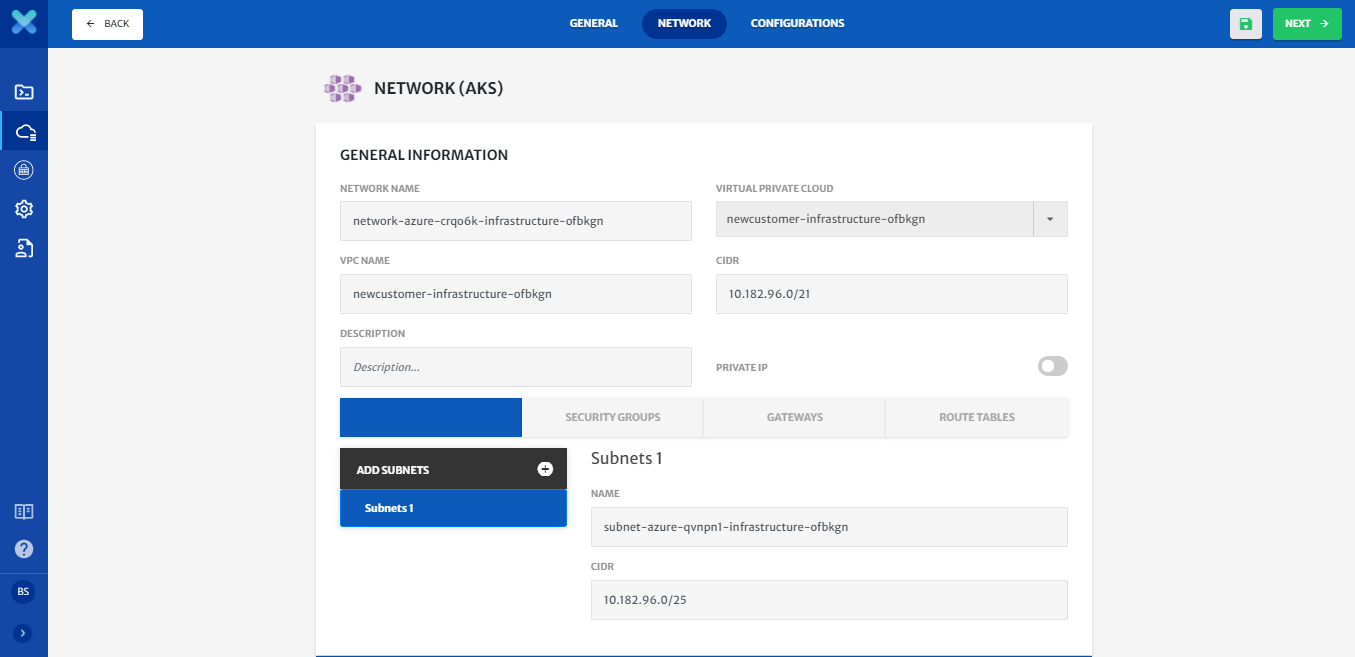 BACK
GENERAL
NETWORK
CONFIGURATIONS
NEXT
NETWORK (AKS)
GENERAL INFORMATION
NETWORK NAME
VIRTUAL PRIVATE CLOUD
network-azure-crqo6k-infrastructure-ofbkgn
newcustomer-infrastructure-ofbkgn
VPC NAME
CIDR
newcustomer-infrastructure-ofbkgn
10.182.96.0/21
DESCRIPTION
Description...
PRIVATE IP
SECURITY GROUPS
GATEWAYS
ROUTE TABLES
ADD SUBNETS
Subnets 1
Subnets 1
NAME
subnet-azure-qvnpn1-infrastructure-ofbkgn
CIDR
10.182.96.0/25
BS